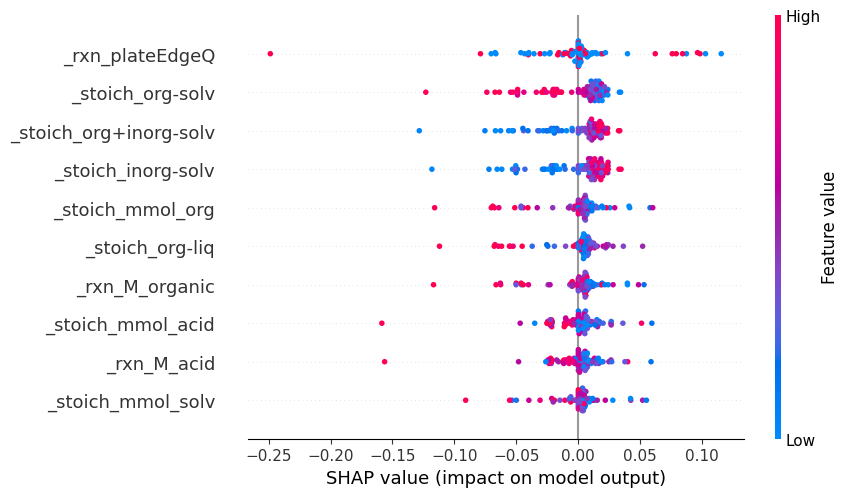 High
_rxn_plateEdgeQ
_stoich_org-solv
_stoich_org+inorg-solv
_stoich_inorg-solv
_stoich_mmol_org
_stoich_org-liq
_rxn_M_organic
_stoich_mmol_acid
_rxn_M_acid
_stoich_mmol_solv
Feature value
Low
−0.25 −0.20 −0.15 −0.10 −0.05 0.00 0.05 0.10
SHAP value (impact on model output)